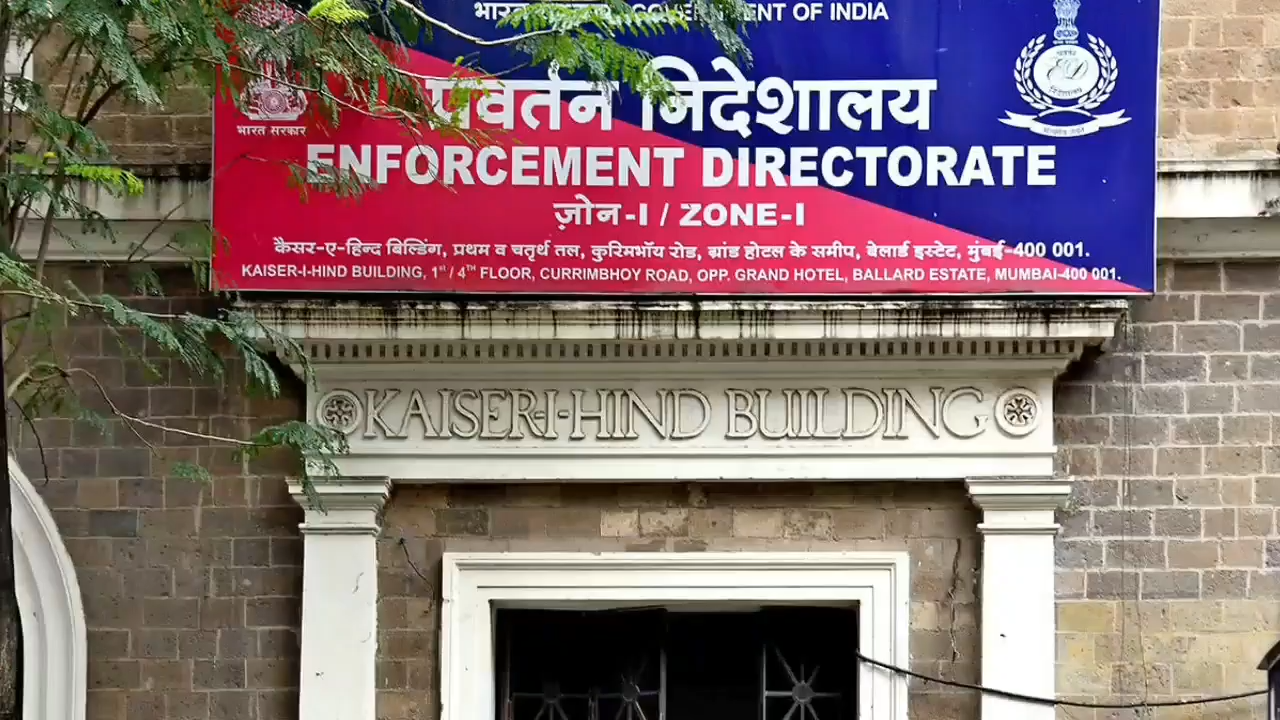 भारत GOVERNMENT OF INDIA
प्रवर्तन निदेशालय
भारत सरकार
ENFORCEMENT DIRECTORATE
ज़ोन-I / ZONE-I
कैसर-ए-हिन्द बिल्डिंग, प्रथम व चतुर्थ तल, कुरिमभॉय रोड, ब्रांड होटल के समीप, बेलार्ड इस्टेट, मुंबई-400 001.
KAISER-I-HIND BUILDING, 1ST / 4TH FLOOR, CURRIMBHOY ROAD, OPP. GRAND HOTEL, BALLARD ESTATE, MUMBAI-400 001.
KAISER-I-HIND BUILDING